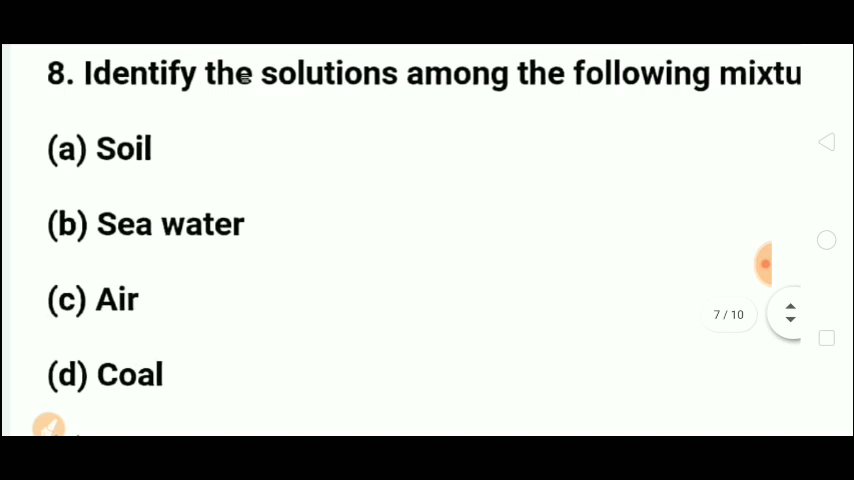 8. Identify the solutions among the following mixtu
(a) Soil
(b) Sea water
(c) Air
7 / 10
(d) Coal